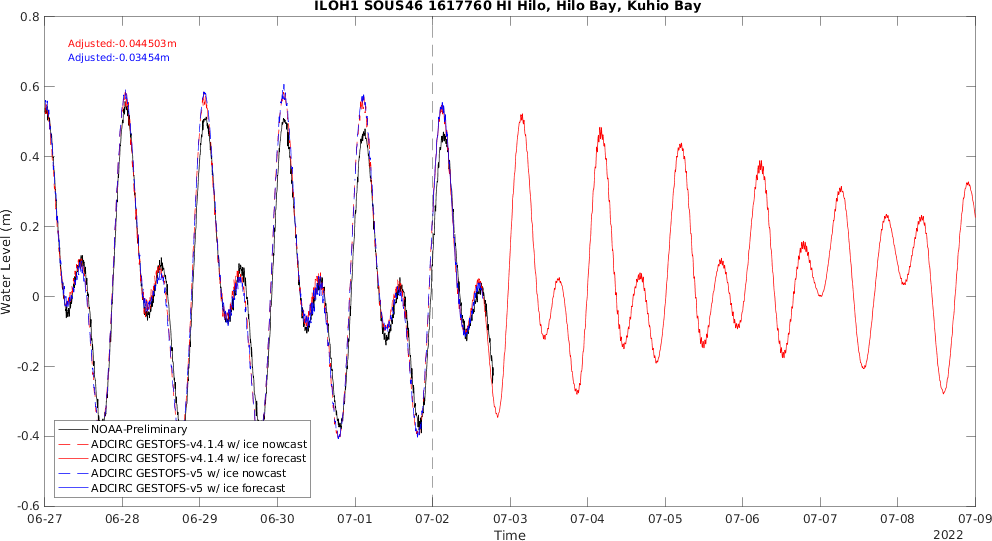 ILOH1 SOUS46 1617760 HI Hilo, Hilo Bay, Kuhio Bay
Adjusted:-0.044503m
Adjusted:-0.03454m
0.8
0.6
0.4
0.2
0
-0.2
-0.4
-0.6
Water Level (m)
NOAA-Preliminary
ADCIRC GESTOFS-v4.1.4 w/ ice nowcast
ADCIRC GESTOFS-v4.1.4 w/ ice forecast
ADCIRC GESTOFS-v5 w/ ice nowcast
ADCIRC GESTOFS-v5 w/ ice forecast
06-27 06-28 06-29 06-30 07-01 07-02 07-03 07-04 07-05 07-06 07-07 07-08 07-09
Time
2022